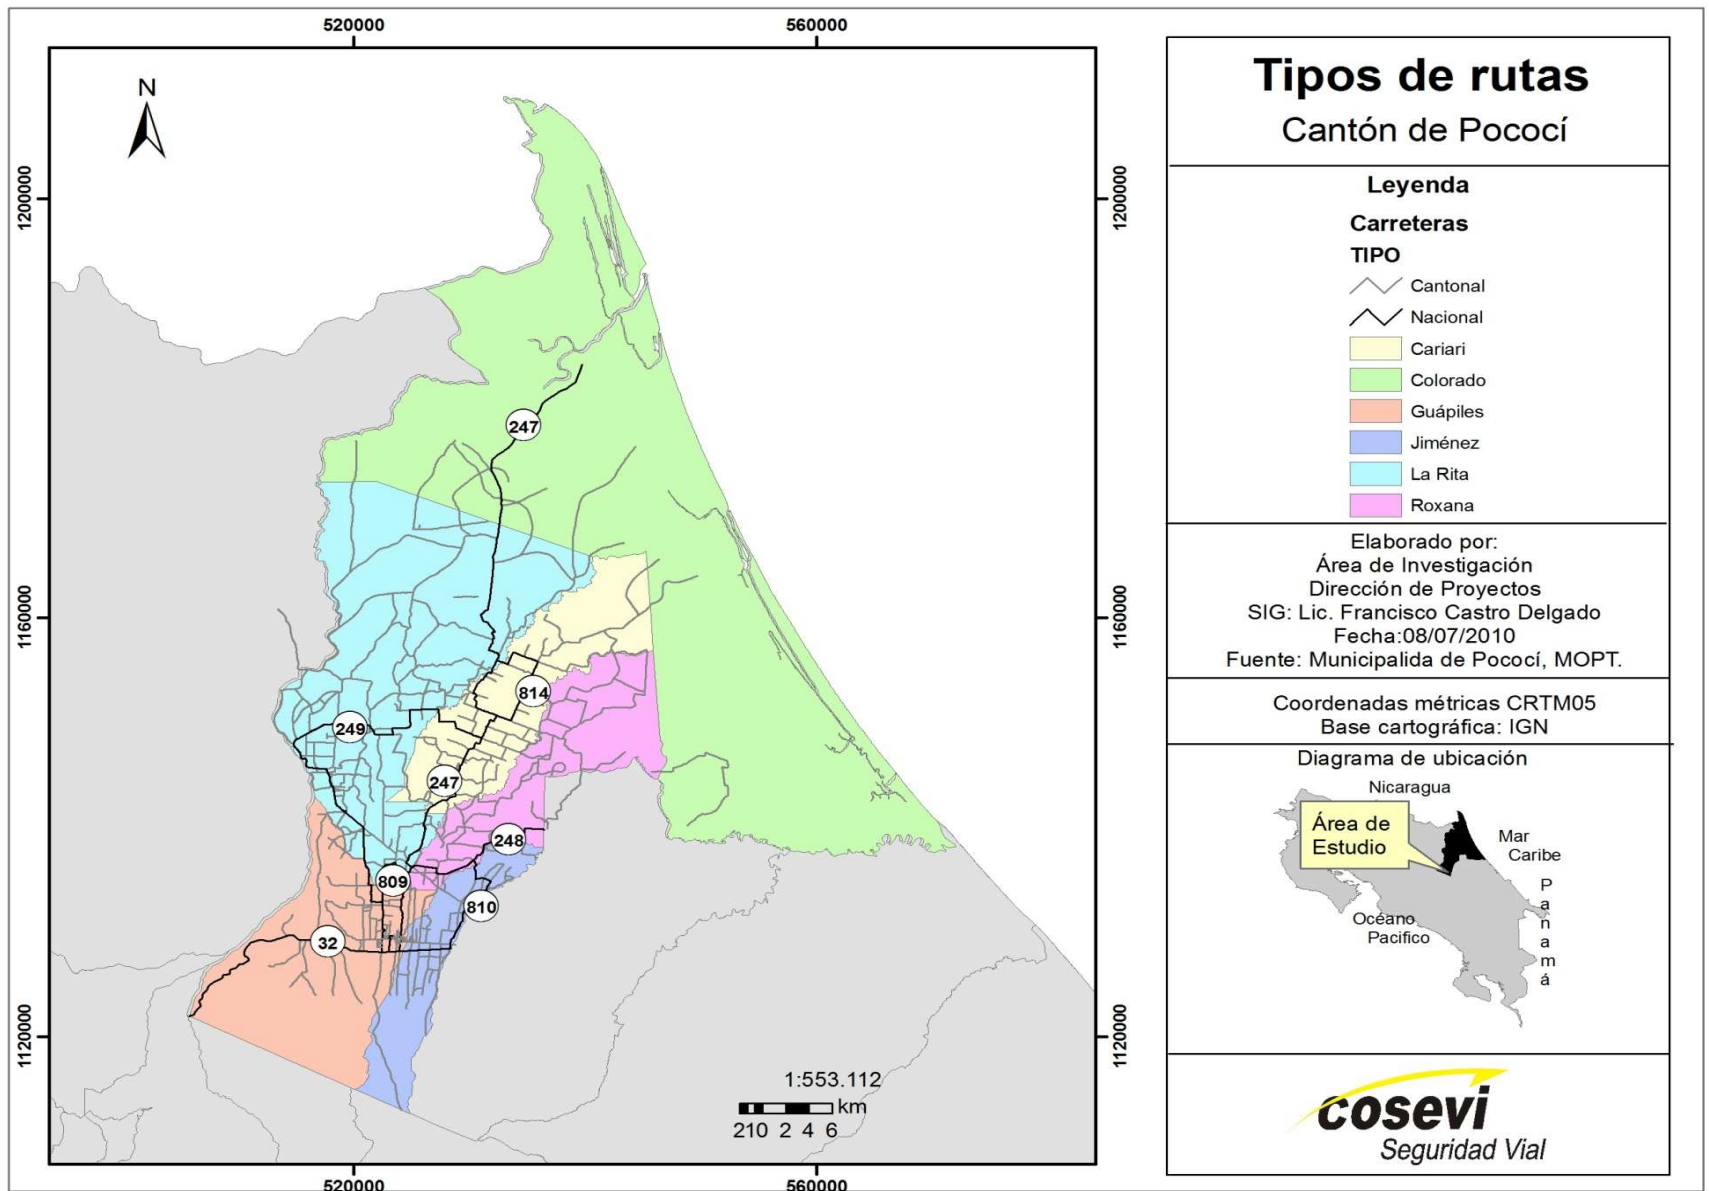 520000
560000
N
1200000
1200000
1160000
1160000
1120000
1120000
247
814
249
247
248
809
810
32
1:553.112
km
210 2 4 6
520000
560000
Tipos de rutas
Cantón de Pococí
Leyenda
Carreteras
TIPO
Cantonal
Nacional
Cariari
Colorado
Guápiles
Jiménez
La Rita
Roxana
Elaborado por:
Área de Investigación
Dirección de Proyectos
SIG: Lic. Francisco Castro Delgado
Fecha:08/07/2010
Fuente: Municipalida de Pococí, MOPT.
Coordenadas métricas CRTM05
Base cartográfica: IGN
Diagrama de ubicación
Nicaragua
Área de
Estudio
Mar
Caribe
Panamá
Océano
Pacifico
cosevi
Seguridad Vial